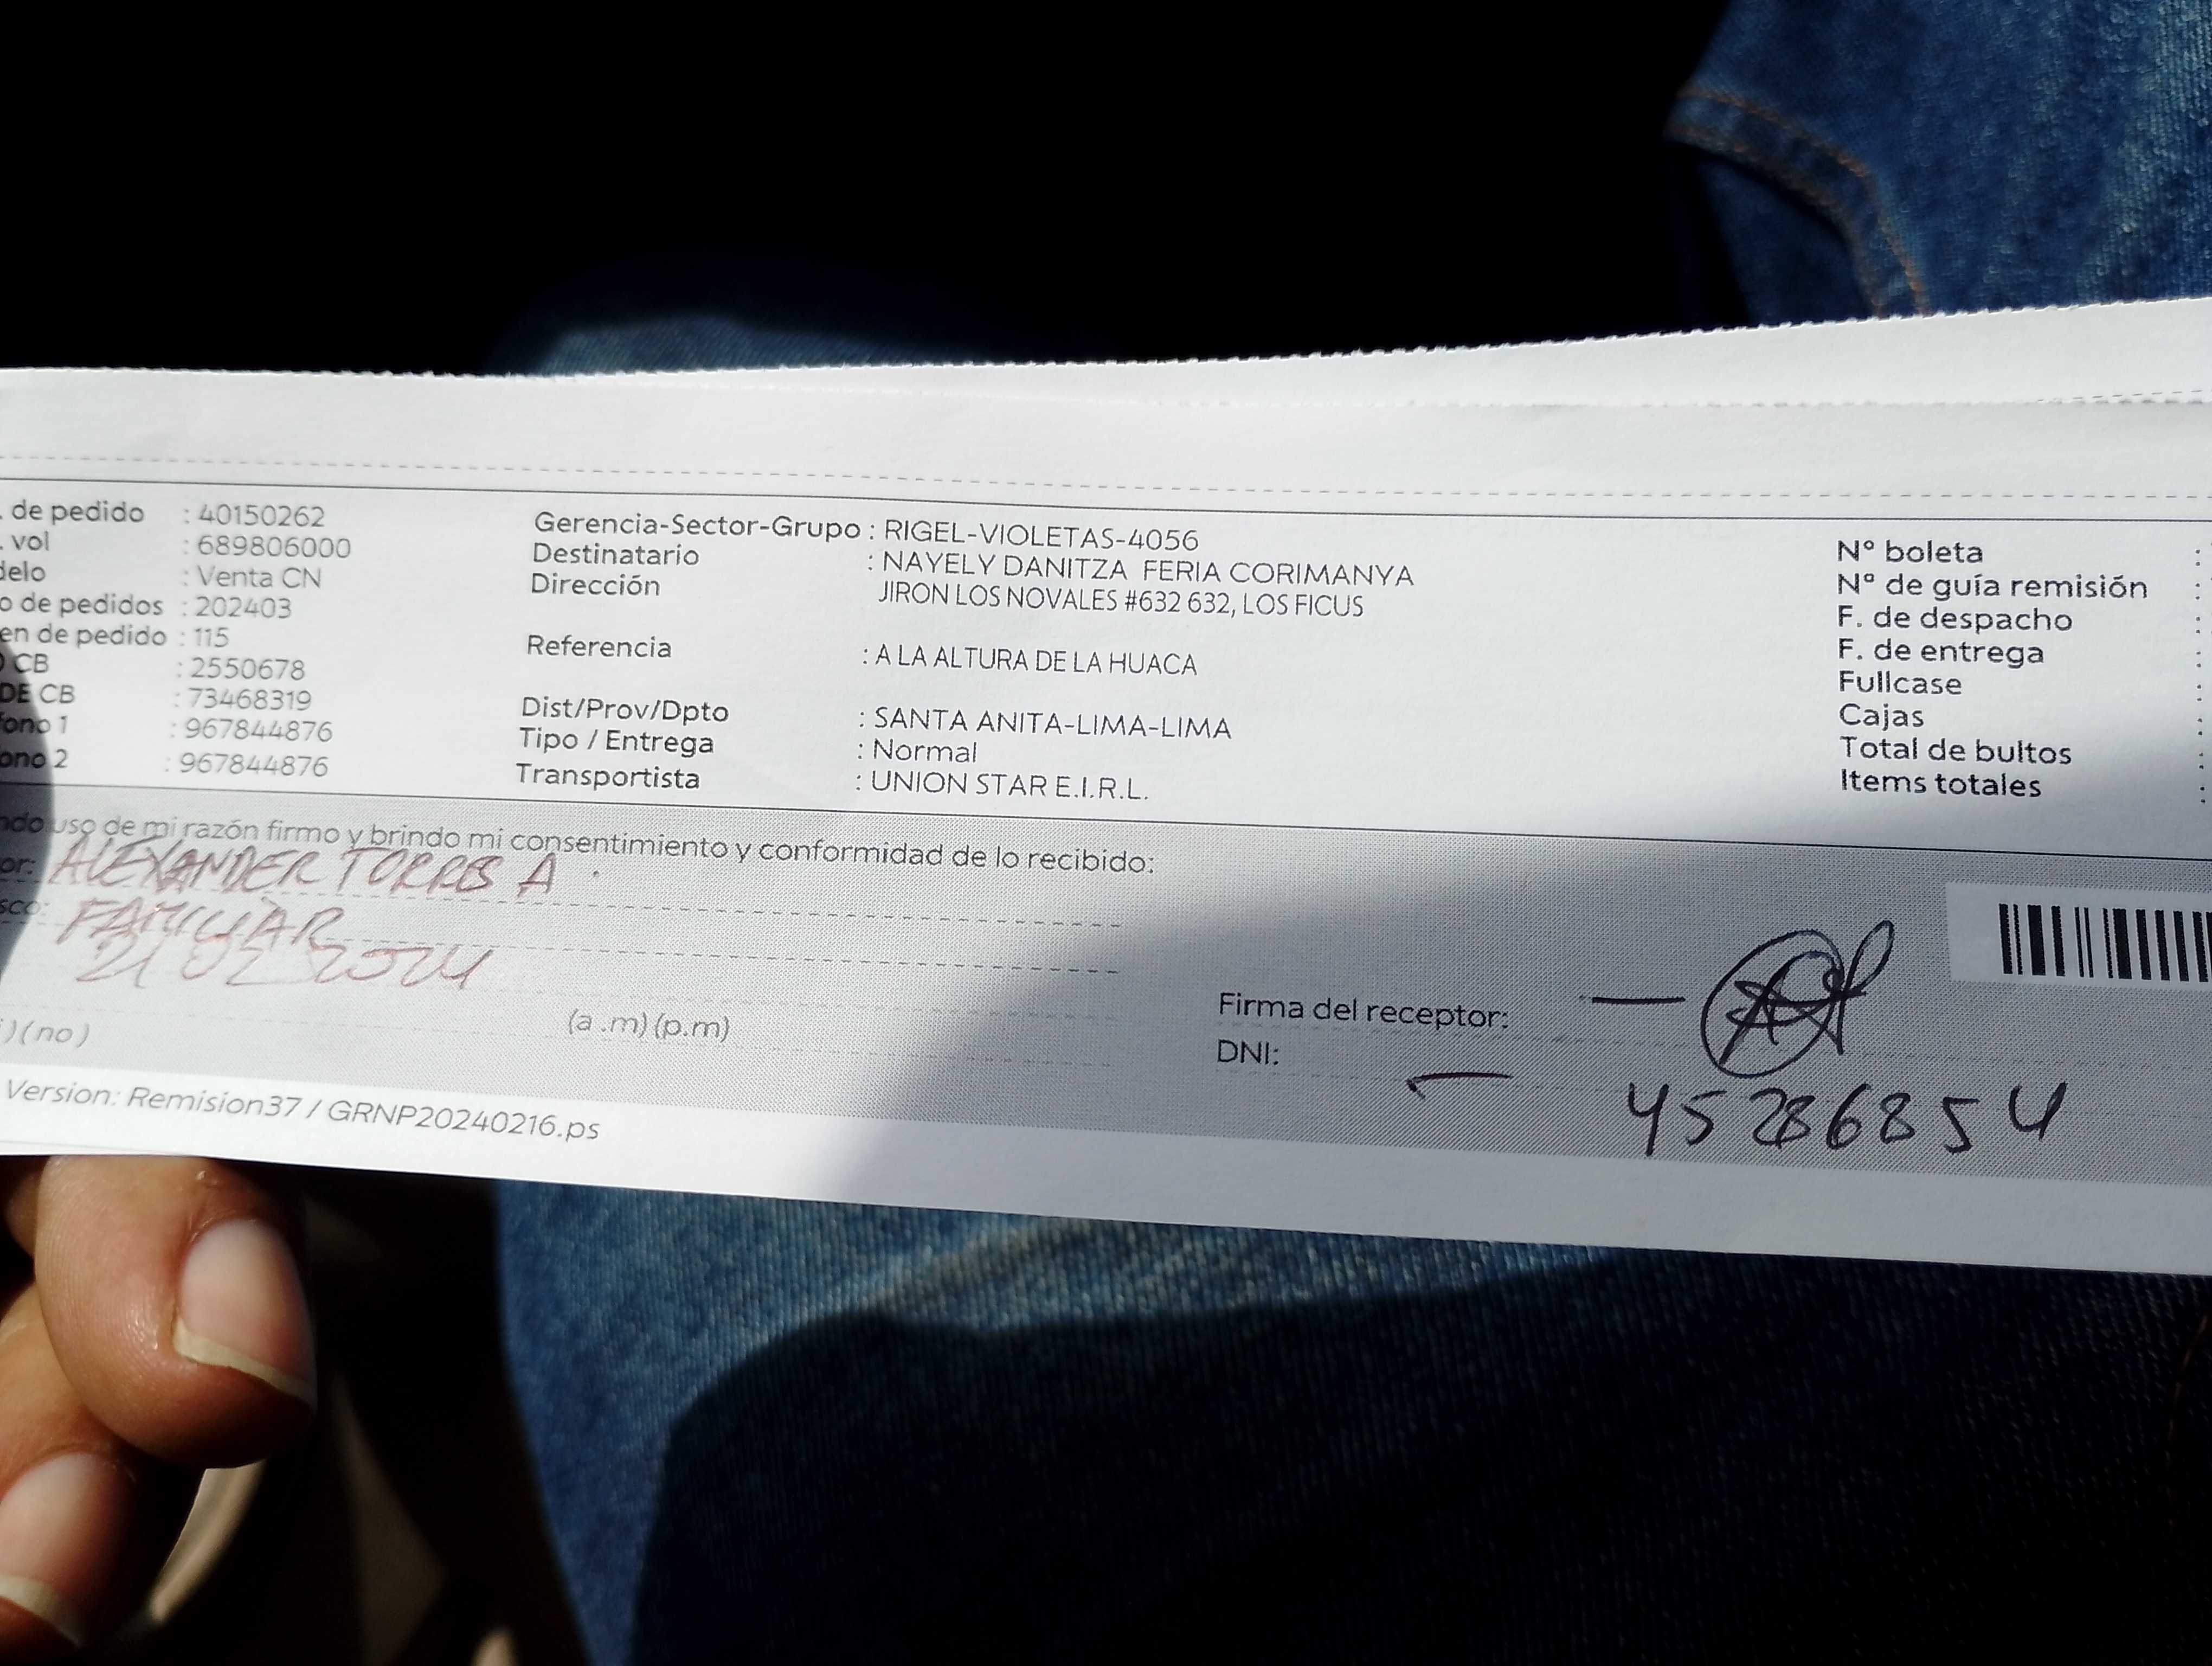 . de pedido : 40150262
. vol : 689806000
delo : Venta CN
o de pedidos : 202403
en de pedido : 115
O CB : 2550678
DE CB : 73468319
fono 1 : 967844876
ono 2 : 967844876
Gerencia-Sector-Grupo : RIGEL-VIOLETAS-4056
Destinatario : NAYELY DANITZA FERIA CORIMANYA
Dirección JIRON LOS NOVALES #632 632, LOS FICUS
Referencia : A LA ALTURA DE LA HUACA
Dist/Prov/Dpto : SANTA ANITA-LIMA-LIMA
Tipo / Entrega : Normal
Transportista : UNION STAR E.I.R.L.
Nº boleta :
Nº de guía remisión :
F. de despacho :
F. de entrega :
Fullcase :
Cajas :
Total de bultos :
Items totales :
ndo uso de mi razón firmo y brindo mi consentimiento y conformidad de lo recibido:
or: ALEXANDER TORRES A.
sco: FAMILIAR
21 02 2024
)(no) (a.m)(p.m)
Firma del receptor:
DNI: 45286854
Version: Remision37 / GRNP20240216.ps